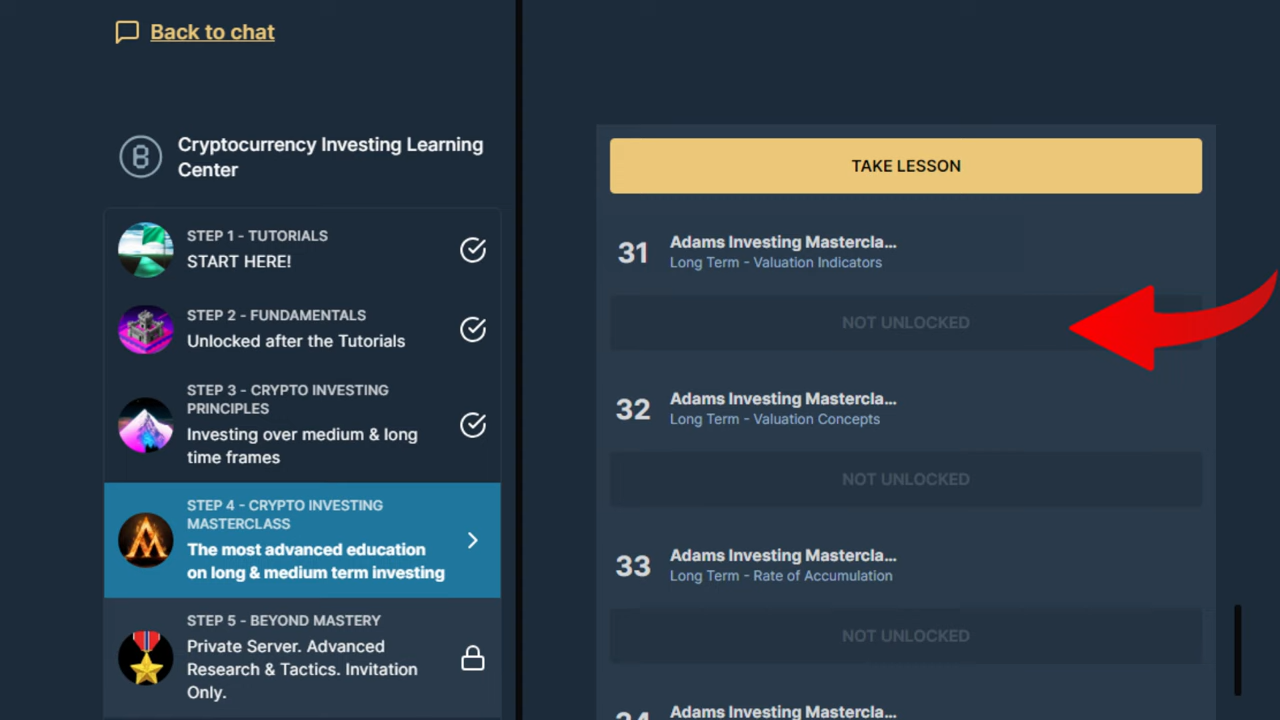 Back to chat
Cryptocurrency Investing Learning
Center
STEP 1 - TUTORIALS
START HERE!
STEP 2 - FUNDAMENTALS
Unlocked after the Tutorials
STEP 3 - CRYPTO INVESTING
PRINCIPLES
Investing over medium & long
time frames
STEP 4 - CRYPTO INVESTING
MASTERCLASS
The most advanced education
on long & medium term investing
STEP 5 - BEYOND MASTERY
Private Server. Advanced
Research & Tactics. Invitation
Only.
TAKE LESSON
31
Adams Investing Mastercla...
Long Term - Valuation Indicators
NOT UNLOCKED
32
Adams Investing Mastercla...
Long Term - Valuation Concepts
NOT UNLOCKED
33
Adams Investing Mastercla...
Long Term - Rate of Accumulation
NOT UNLOCKED
34
Adams Investing Mastercla...